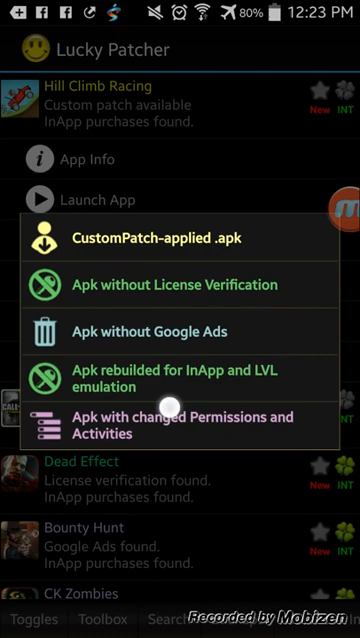 80% 12:23 PM
Lucky Patcher
Hill Climb Racing
Custom patch available
InApp purchases found.
New INT
App Info
Launch App
CustomPatch-applied .apk
Apk without License Verification
Apk without Google Ads
Apk rebuilded for InApp and LVL
emulation
Apk with changed Permissions and
Activities
Dead Effect
License verification found.
InApp purchases found.
New INT
Bounty Hunt
Google Ads found.
InApp purchases found.
New INT
CK Zombies
Toggles Toolbox Search
Recorded by Mobizen